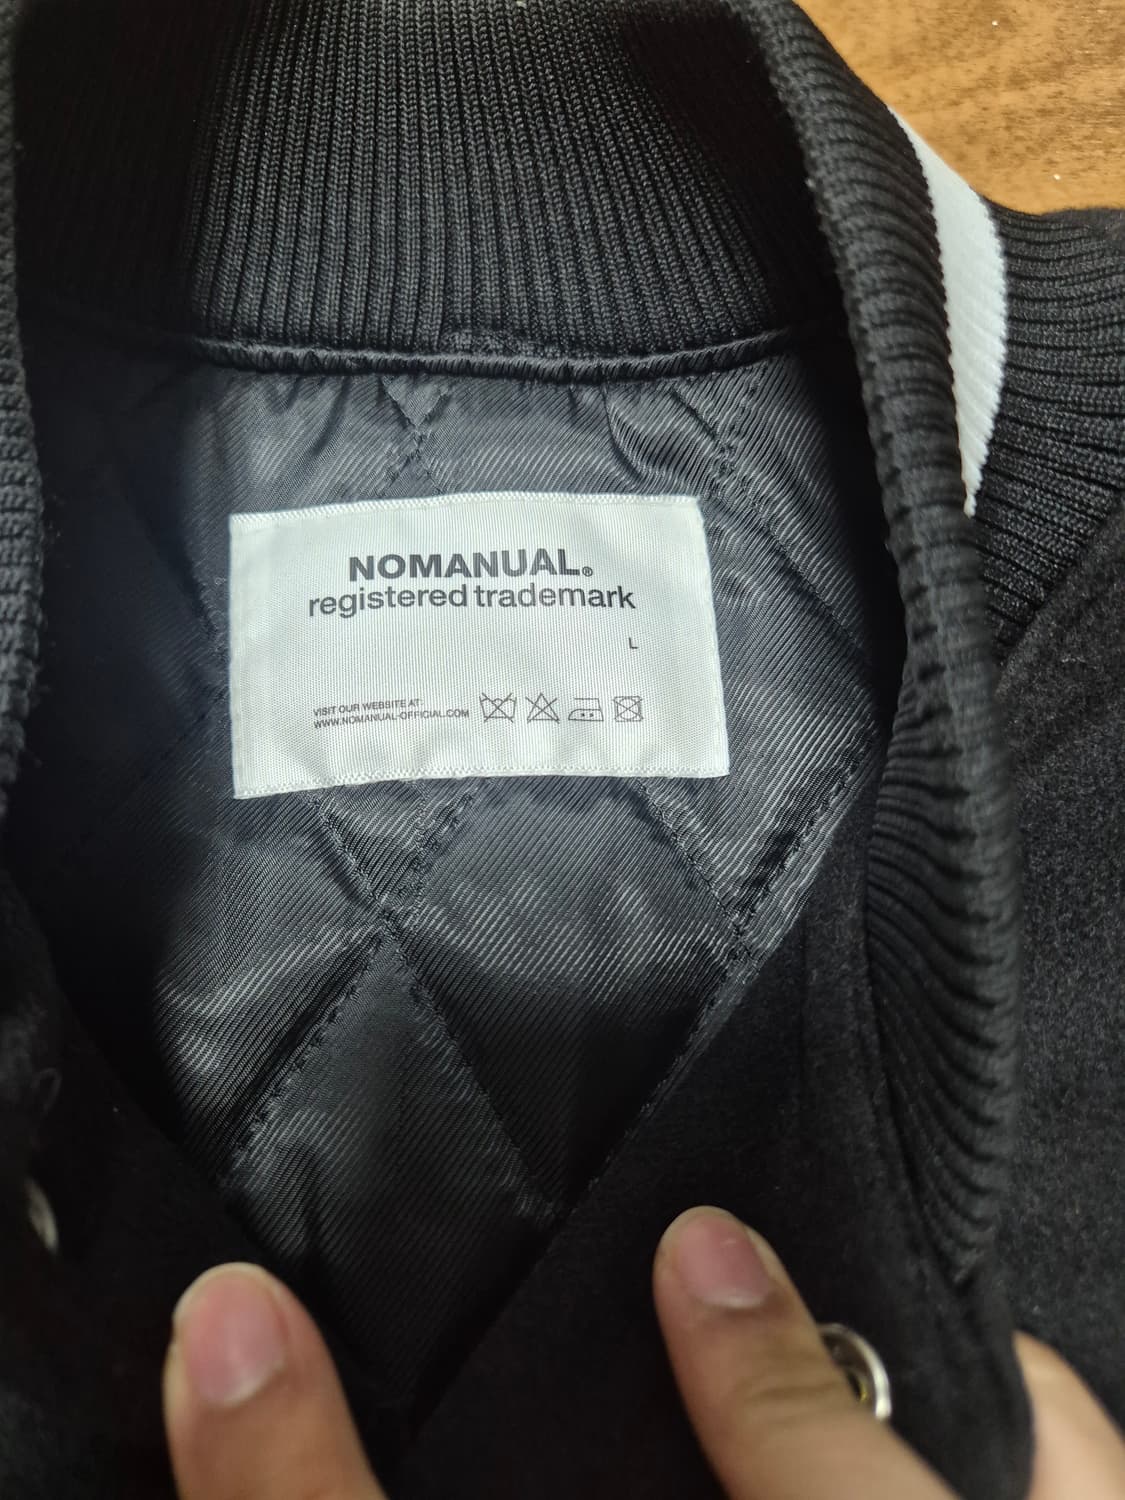 NOMANUAL.®
registered trademark
L
VISIT OUR WEBSITE AT:
WWW.NOMANUAL-OFFICIAL.COM